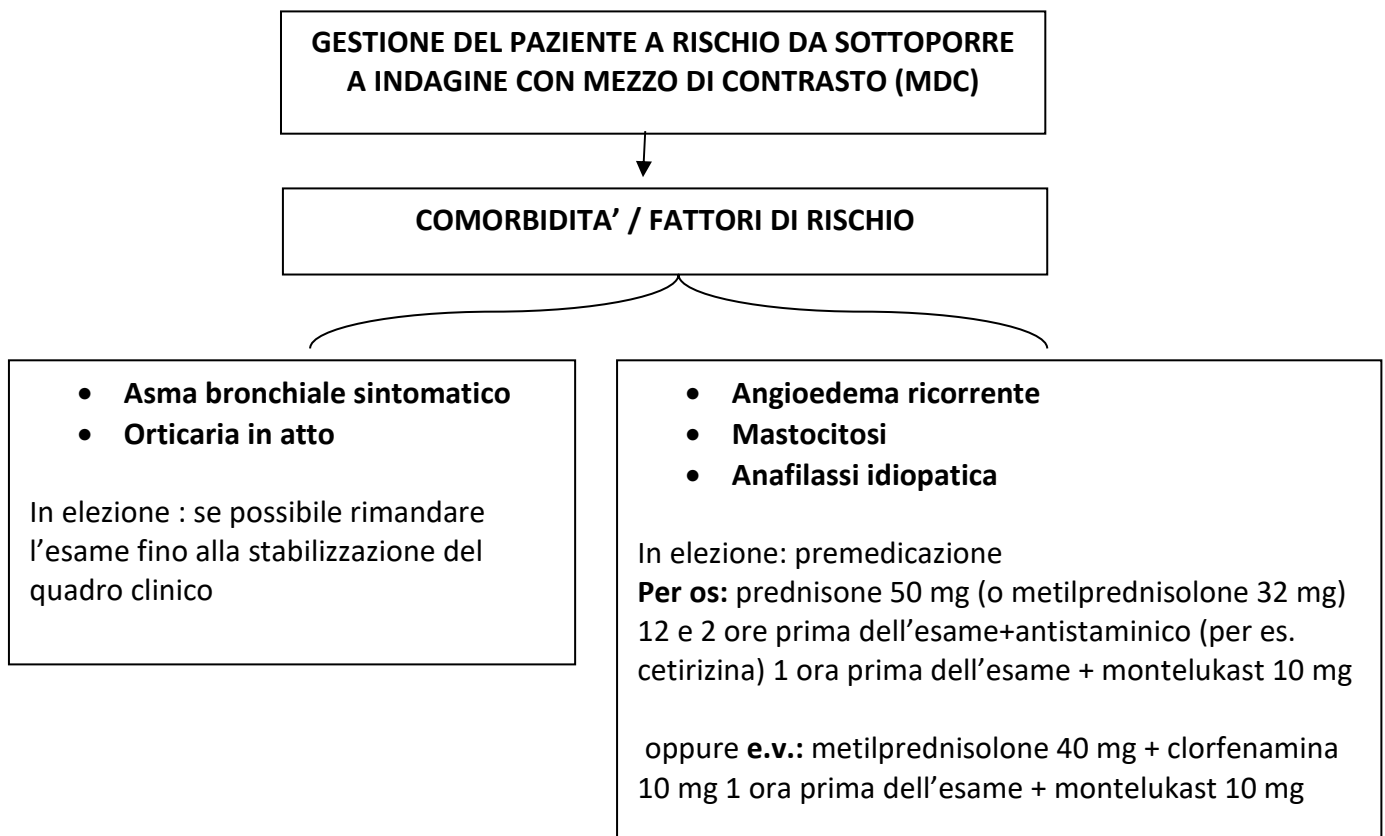 GESTIONE DEL PAZIENTE A RISCHIO DA SOTTOPORRE
A INDAGINE CON MEZZO DI CONTRASTO (MDC)
COMORBIDITA’ / FATTORI DI RISCHIO
• Asma bronchiale sintomatico
• Orticaria in atto
In elezione : se possibile rimandare
l’esame fino alla stabilizzazione del
quadro clinico
• Angioedema ricorrente
• Mastocitosi
• Anafilassi idiopatica
In elezione: premedicazione
Per os: prednisone 50 mg (o metilprednisolone 32 mg)
12 e 2 ore prima dell’esame+antistaminico (per es.
cetirizina) 1 ora prima dell’esame + montelukast 10 mg
oppure e.v.: metilprednisolone 40 mg + clorfenamina
10 mg 1 ora prima dell’esame + montelukast 10 mg